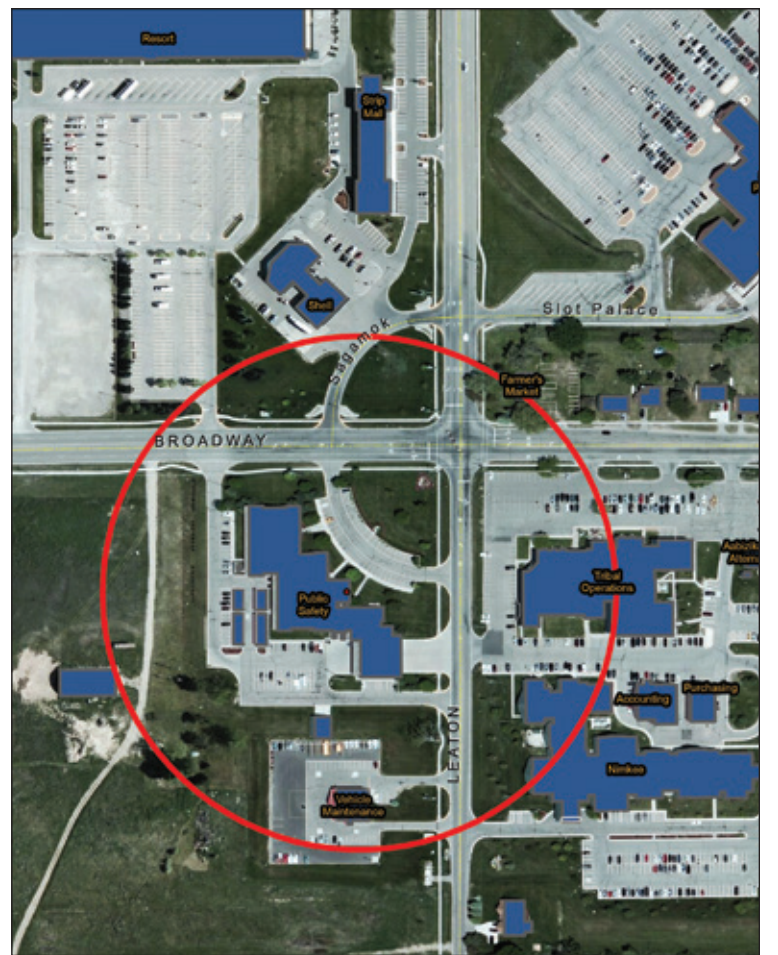 Resort
Strip
Mall
Shell
Slot Palace
Sagamok
Farmer's
Market
BROADWAY
Public
Safety
Tribal
Operations
Accounting
Purchasing
LEATON
Nimkee
Vehicle
Maintenance